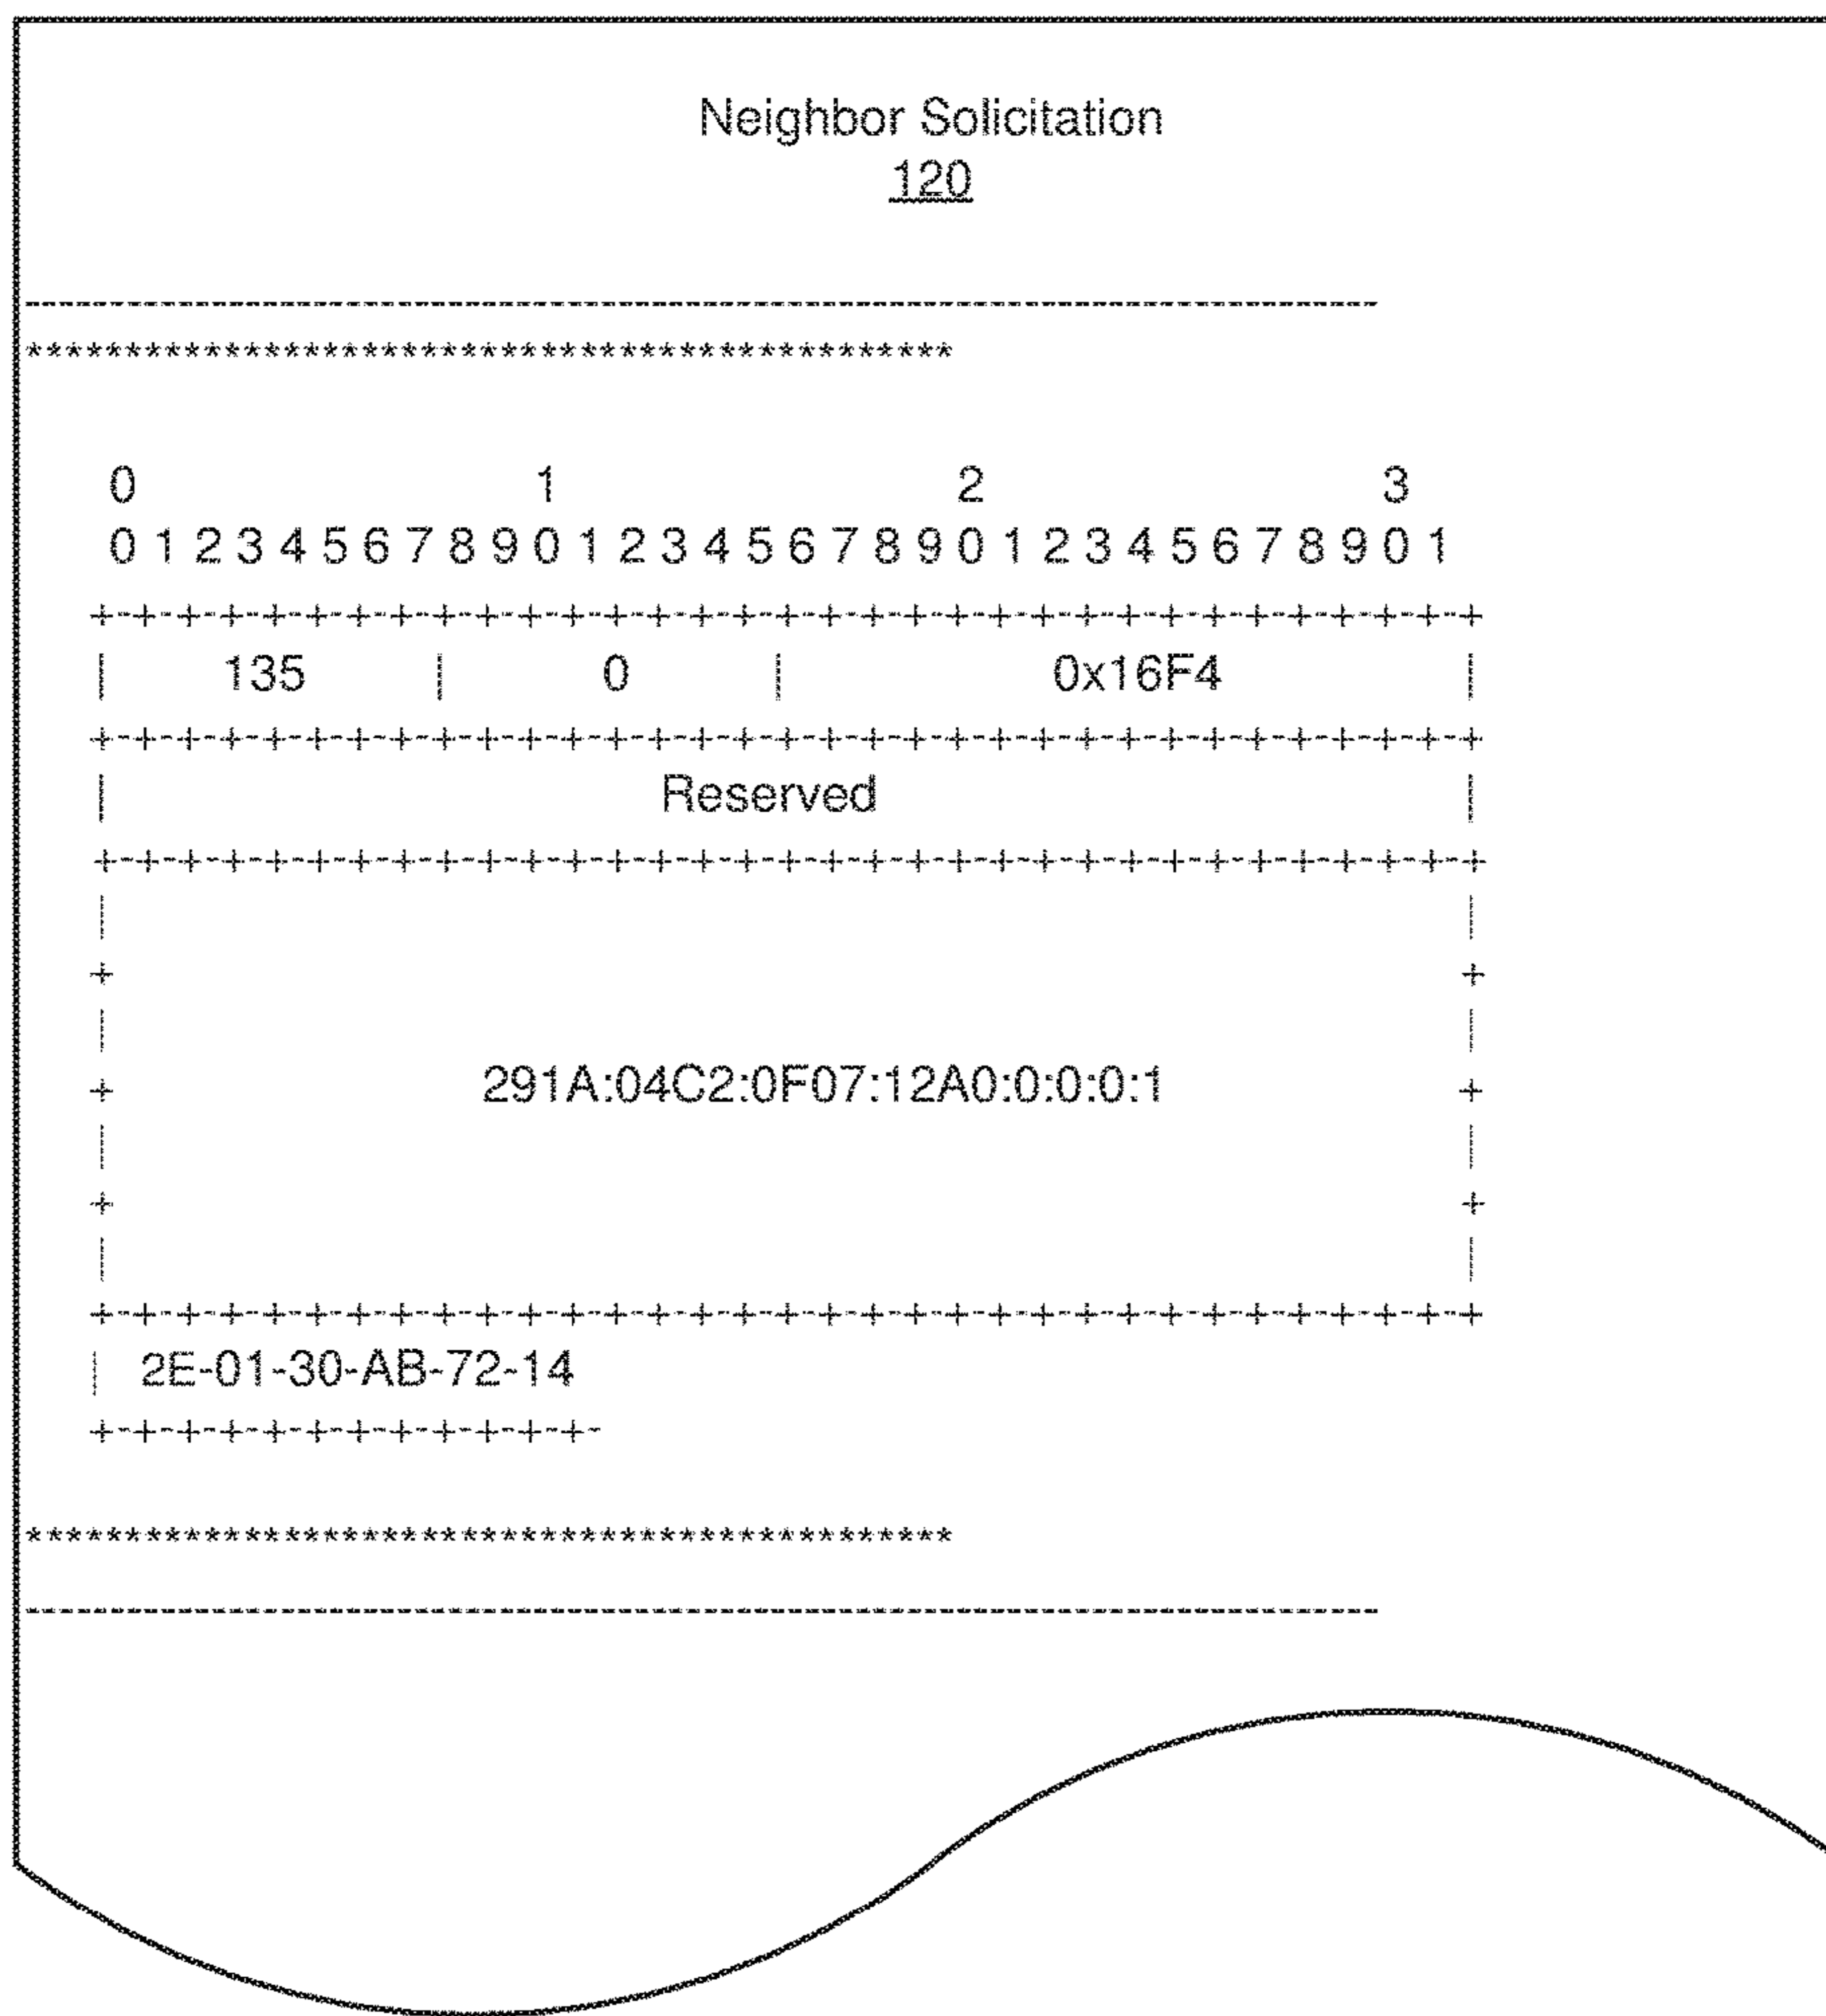 Neighbor Solicitation
120
--------------------------------------------------------------------------------
***********************************************
0 1 2 3
0 1 2 3 4 5 6 7 8 9 0 1 2 3 4 5 6 7 8 9 0 1 2 3 4 5 6 7 8 9 0 1
+-+-+-+-+-+-+-+-+-+-+-+-+-+-+-+-+-+-+-+-+-+-+-+-+-+-+-+-+-+-+-+-+
| 135 | 0 | 0x16F4 |
+-+-+-+-+-+-+-+-+-+-+-+-+-+-+-+-+-+-+-+-+-+-+-+-+-+-+-+-+-+-+-+-+
| Reserved |
+-+-+-+-+-+-+-+-+-+-+-+-+-+-+-+-+-+-+-+-+-+-+-+-+-+-+-+-+-+-+-+-+
| |
+ +
| |
+ 291A:04C2:0F07:12A0:0:0:0:1 +
| |
+ +
| |
+-+-+-+-+-+-+-+-+-+-+-+-+-+-+-+-+-+-+-+-+-+-+-+-+-+-+-+-+-+-+-+-+
| 2E-01-30-AB-72-14
+-+-+-+-+-+-+-+-+-+-+-+-
***********************************************
--------------------------------------------------------------------------------